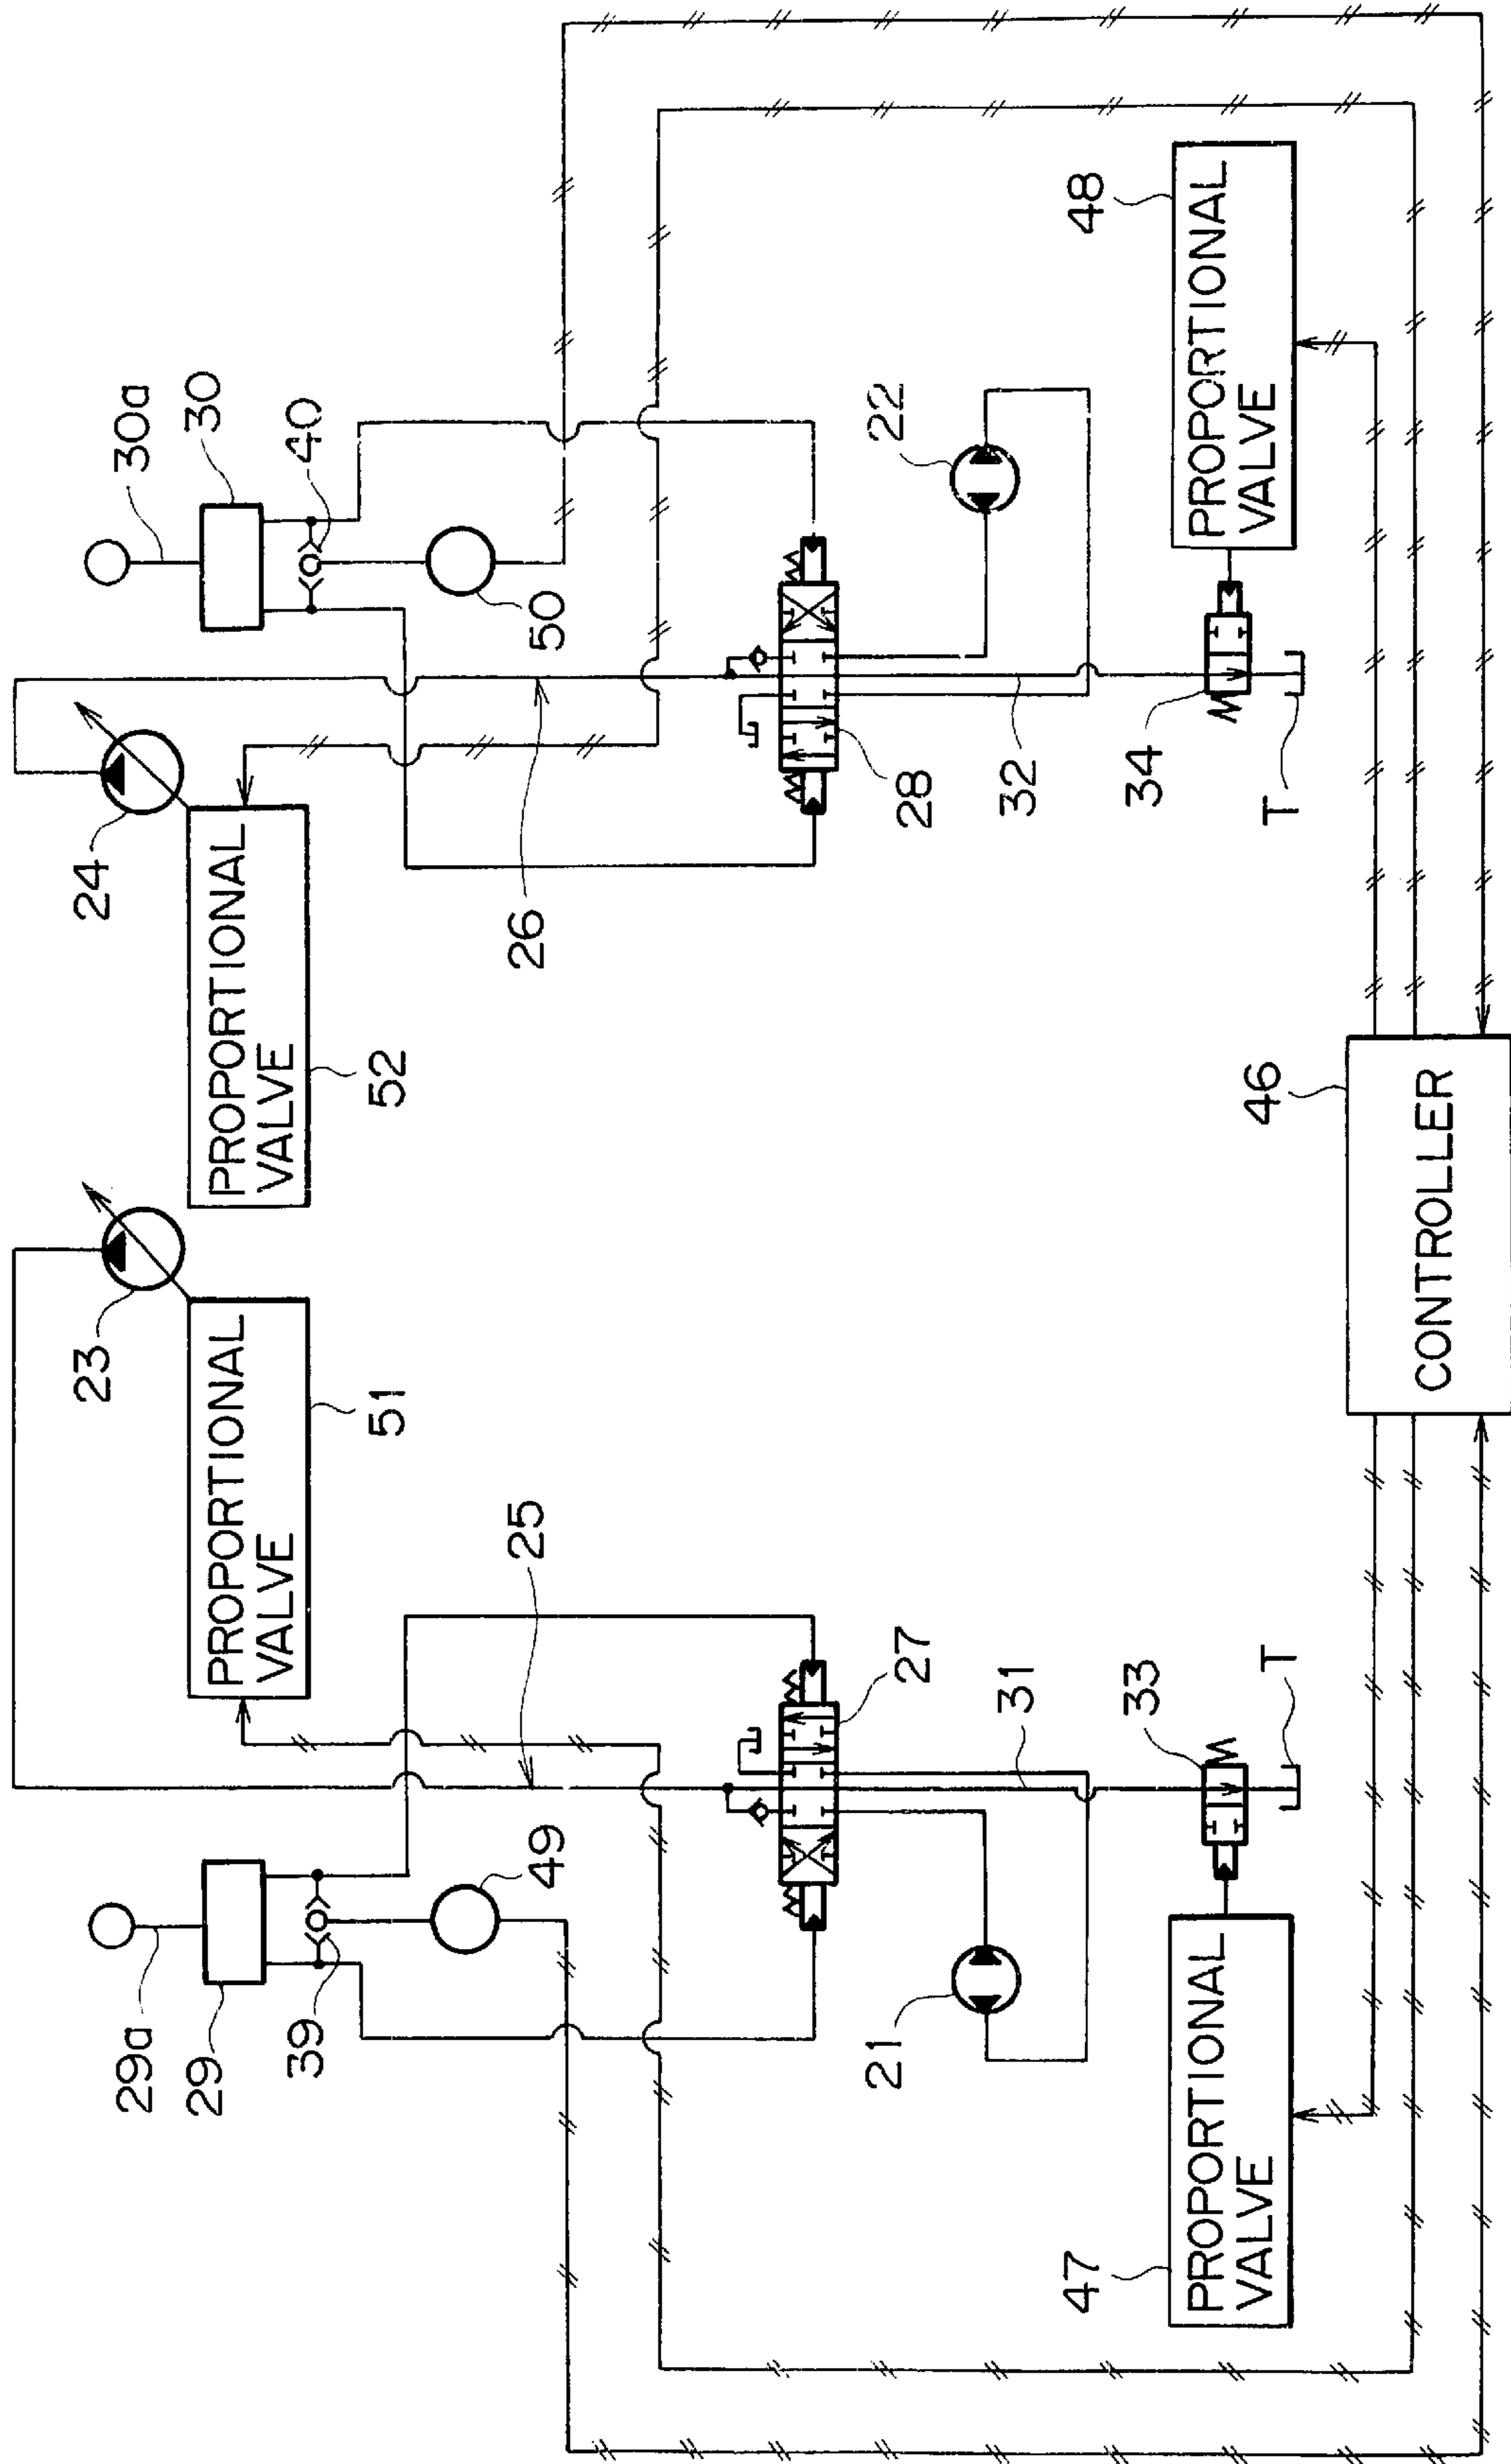 23
24
30a
29a
PROPORTIONAL
VALVE
PROPORTIONAL
VALVE
30
29
39
40
51
52
25
26
49
50
21
22
27
28
31
32
33
34
47
48
PROPORTIONAL
VALVE
PROPORTIONAL
VALVE
T
T
46
CONTROLLER